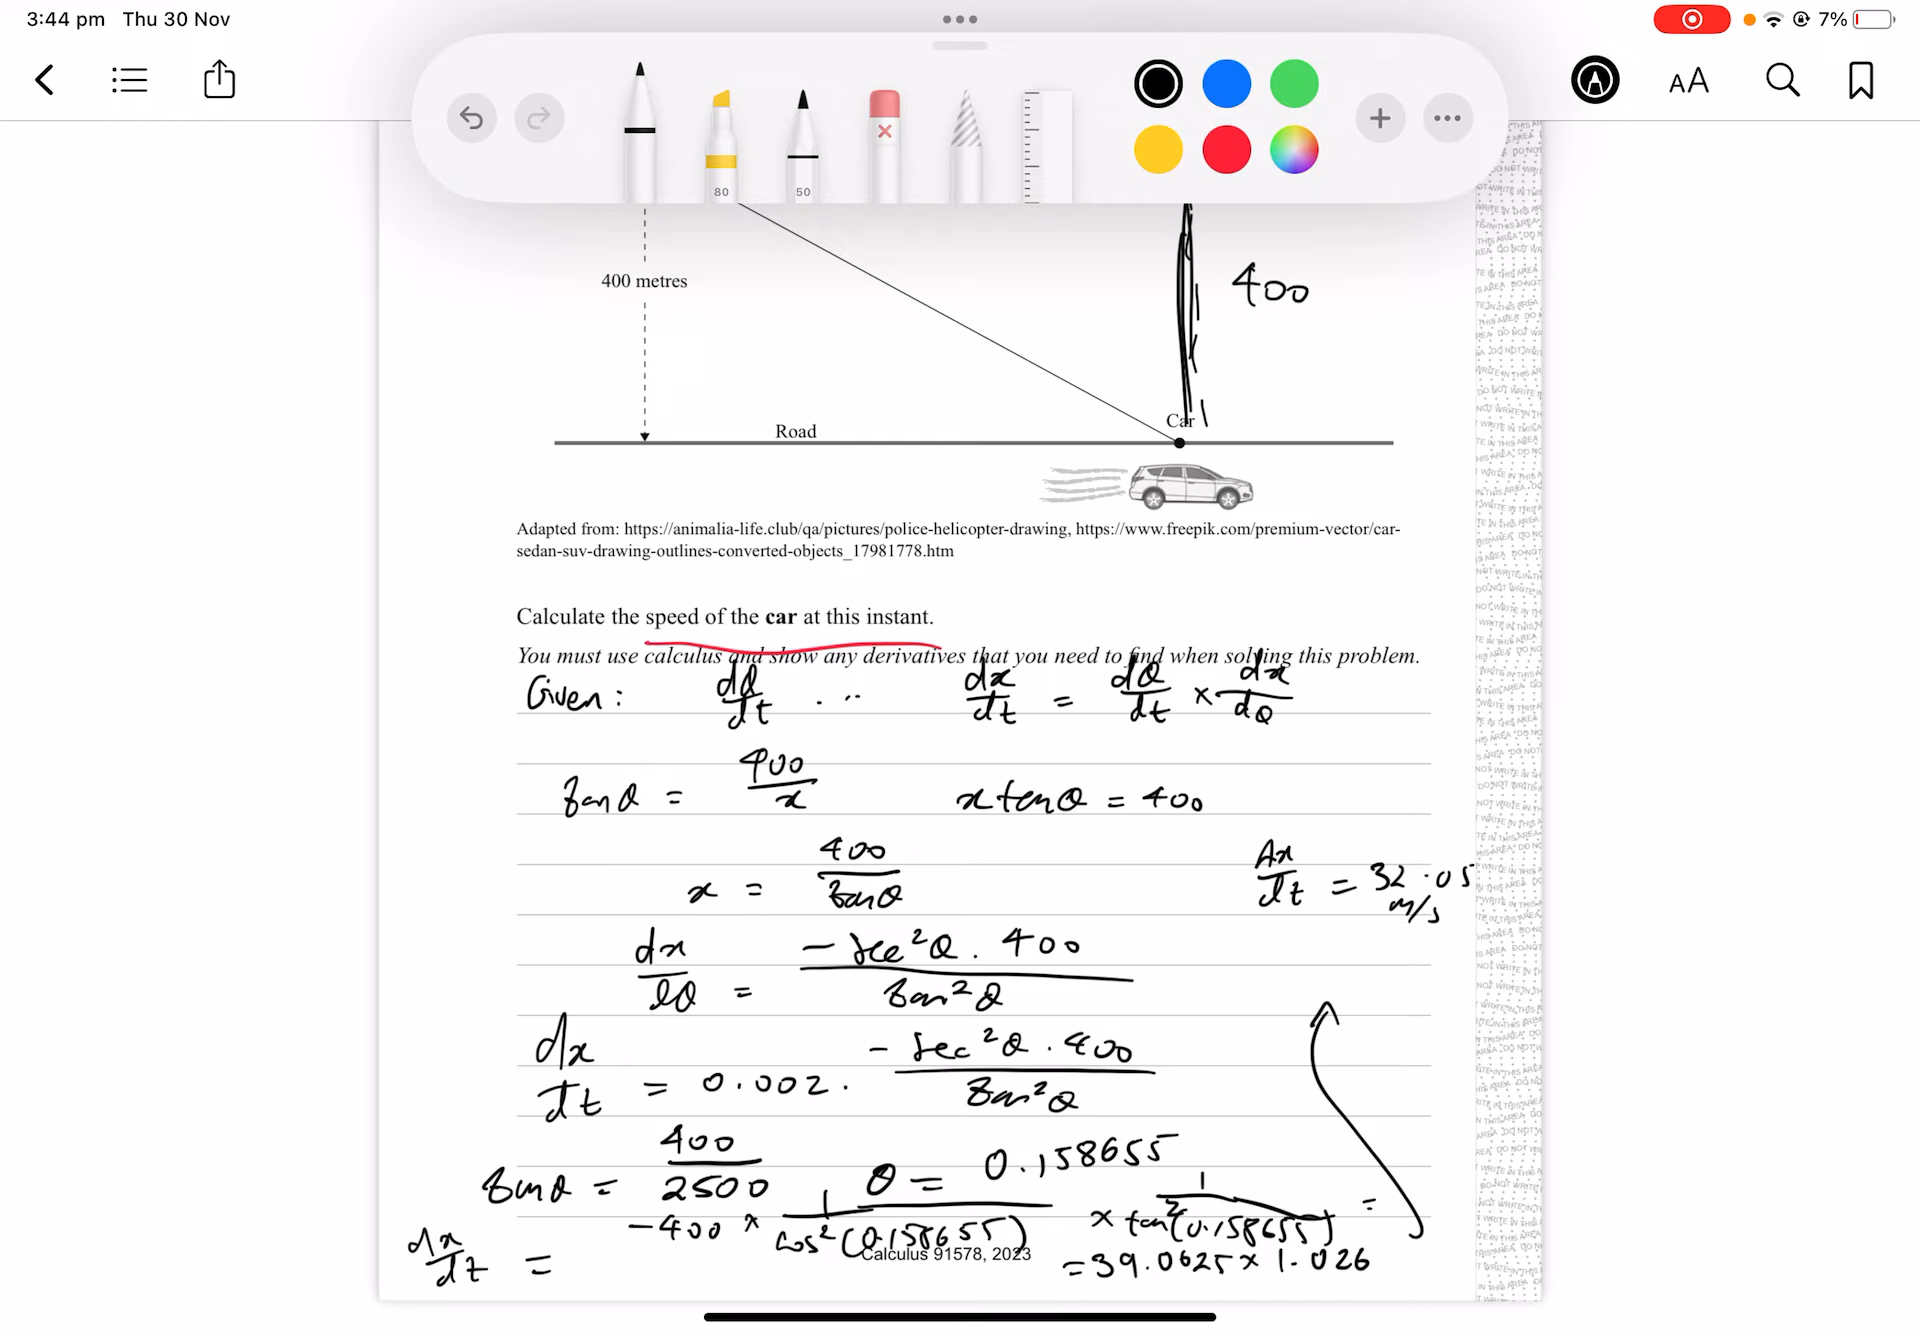 3:44 pm Thu 30 Nov
7%
AA
80
50
400 metres
400
Car
Road
Adapted from: https://animalia-life.club/qa/pictures/police-helicopter-drawing, https://www.freepik.com/premium-vector/car-
sedan-suv-drawing-outlines-converted-objects_17981778.htm
Calculate the speed of the car at this instant.
You must use calculus and show any derivatives that you need to find when solving this problem.
Given: dθ/dt ... dx/dt = dθ/dt × dx/dθ
tanθ = 400/x x tanθ = 400
x = 400/tanθ dx/dt = 32.05 m/s
dx/dθ = -sec²θ . 400/tan²θ
dx/dt = 0.002 . -sec²θ . 400/tan²θ
tanθ = 400/2500 θ = 0.158655
dx/dt = -400 × 1/cos²(0.158655) × 1/tan²(0.158655) =
= 39.0625 × 1.026
Calculus 91578, 2023